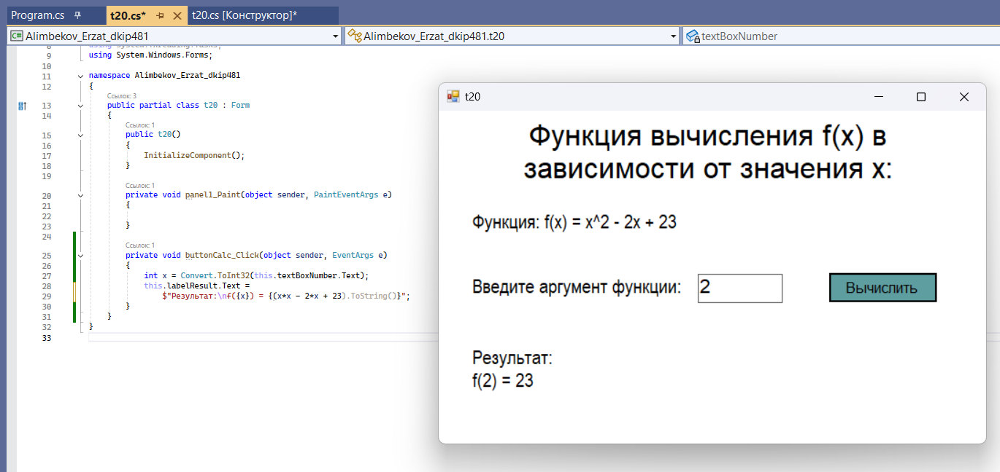 Program.cs
t20.cs*
t20.cs [Конструктор]*
C# Alimbekov_Erzat_dkip481
Alimbekov_Erzat_dkip481.t20
textBoxNumber
8 using System.Threading.Tasks;
9 using System.Windows.Forms;
10
11 namespace Alimbekov_Erzat_dkip481
12 {
Ссылок: 3
13 public partial class t20 : Form
14 {
Ссылок: 1
15 public t20()
16 {
17 InitializeComponent();
18 }
19
Ссылок: 1
20 private void panel1_Paint(object sender, PaintEventArgs e)
21 {
22
23 }
24
Ссылок: 1
25 private void buttonCalc_Click(object sender, EventArgs e)
26 {
27 int x = Convert.ToInt32(this.textBoxNumber.Text);
28 this.labelResult.Text =
29 $"Результат:\nf({x}) = {(x*x - 2*x + 23).ToString()}";
30 }
31 }
32 }
33
t20
Функция вычисления f(x) в
зависимости от значения x:
Функция: f(x) = x^2 - 2x + 23
Введите аргумент функции:
2
Вычислить
Результат:
f(2) = 23